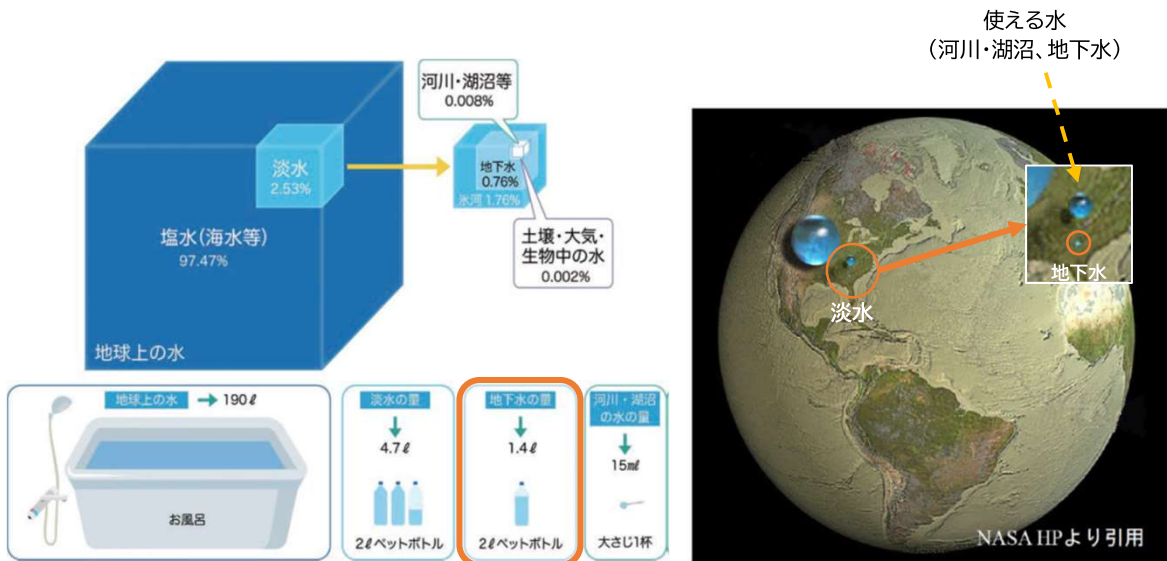 使える水
（河川・湖沼、地下水）
河川・湖沼等
0.008%
淡水
2.53%
地下水
0.76%
氷河 1.76%
塩水（海水等）
97.47%
土壌・大気・
生物中の水
0.002%
地球上の水
地下水
淡水
地球上の水 → 190ℓ
お風呂
淡水の量
4.7ℓ
2ℓペットボトル
地下水の量
1.4ℓ
2ℓペットボトル
河川・湖沼
の水の量
15㎖
大さじ1杯
NASA HPより引用